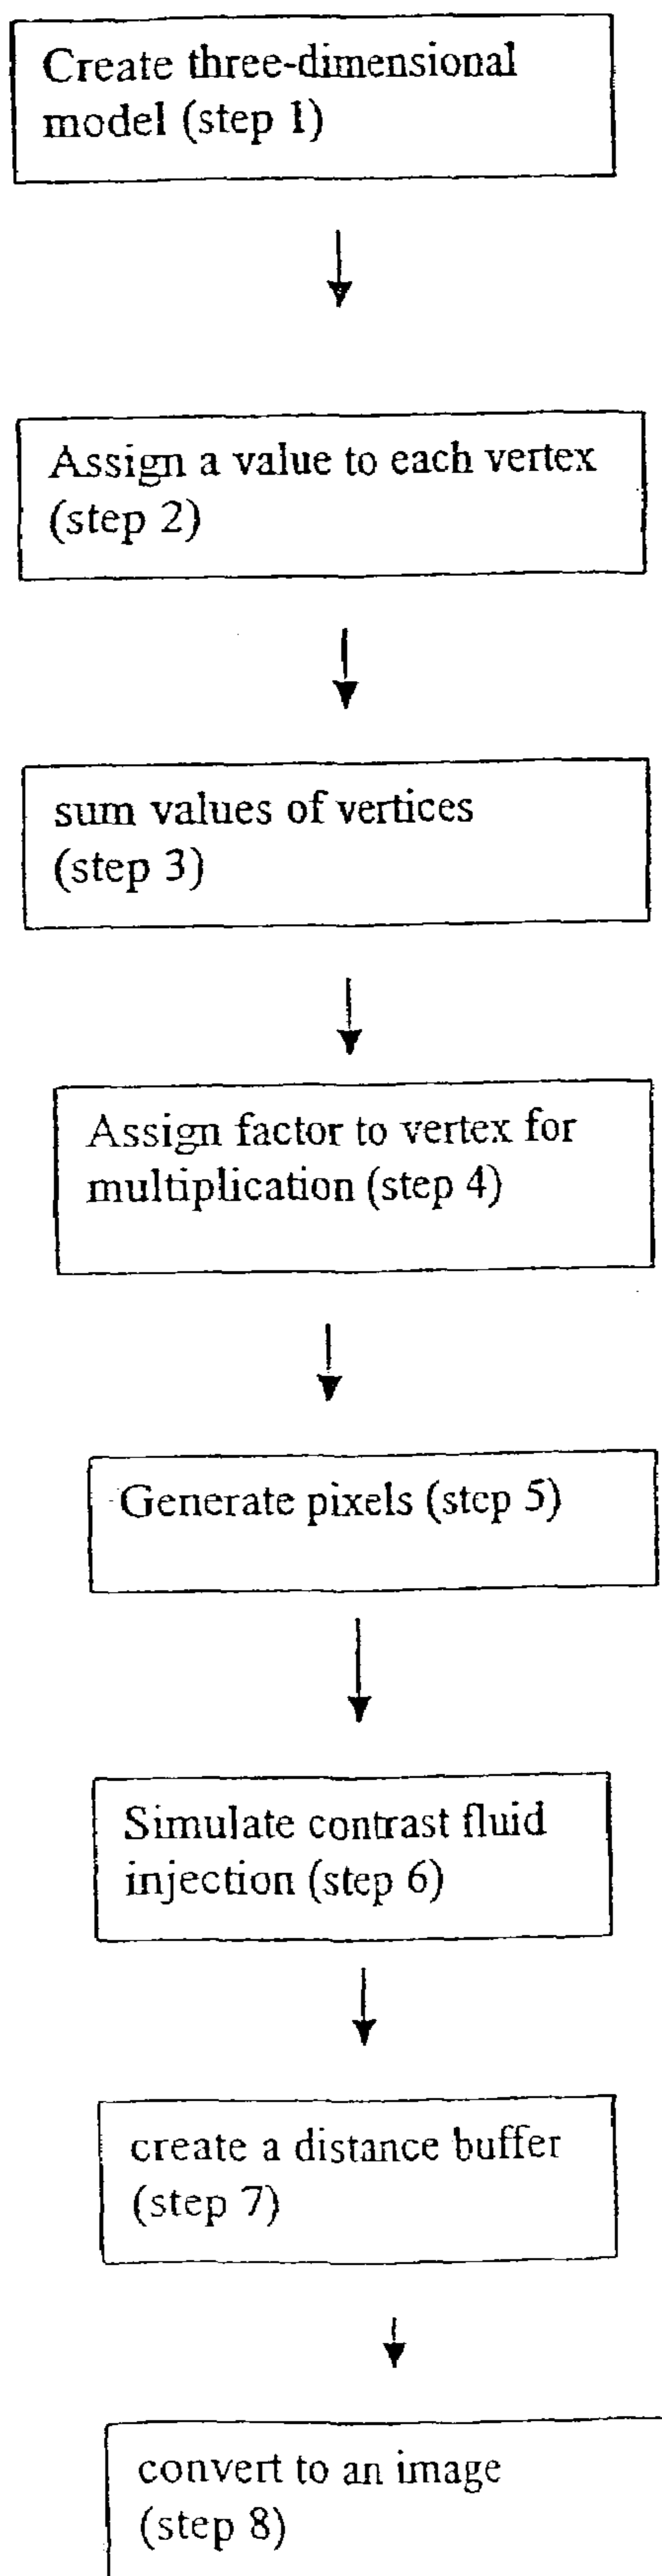 Create three-dimensional
model (step 1)
Assign a value to each vertex
(step 2)
sum values of vertices
(step 3)
Assign factor to vertex for
multiplication (step 4)
Generate pixels (step 5)
Simulate contrast fluid
injection (step 6)
create a distance buffer
(step 7)
convert to an image
(step 8)